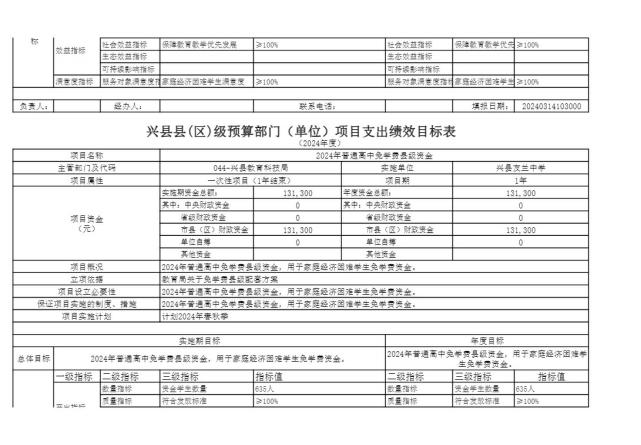 标 效益指标 社会效益指标 保障教育教学优先发展 ≥100% 社会效益指标 保障教育教学优先 ≥100%
生态效益指标 生态效益指标
可持续影响指标 可持续影响指标
满意度指标 服务对象满意度指 家庭经济困难学生满意度 ≥100% 服务对象满意度指 家庭经济困难学生 ≥100%
负责人: 经办人: 联系电话: 填报日期: 20240314103000
兴县县(区)级预算部门（单位）项目支出绩效目标表
（2024年度）
项目名称 2024年普通高中免学费县级资金
主管部门及代码 044-兴县教育科技局 实施单位 兴县友兰中学
项目属性 一次性项目（1年结束） 项目期 1年
项目资金（元） 实施期资金总额: 131,300 年度资金总额: 131,300
其中: 中央财政资金 0 其中: 中央财政资金 0
省级财政资金 0 省级财政资金 0
市县（区）财政资金 131,300 市县（区）财政资金 131,300
单位自筹 0 单位自筹 0
其他资金 其他资金
项目概况 2024年普通高中免学费县级资金, 用于家庭经济困难学生免学费资金。
立项依据 教育局关于免学费县级配套方案
项目设立必要性 2024年普通高中免学费县级资金, 用于家庭经济困难学生免学费资金。
保证项目实施的制度、措施 2024年普通高中免学费县级资金, 用于家庭经济困难学生免学费资金。
项目实施计划 计划2024年春秋季
实施期目标 年度目标
总体目标 2024年普通高中免学费县级资金, 用于家庭经济困难学生免学费资金。 2024年普通高中免学费县级资金, 用于家庭经济困难学生免学费资金。
一级指标 二级指标 三级指标 指标值 二级指标 三级指标 指标值
数量指标 受益学生数量 635人 数量指标 受益学生数量 635人
质量指标 符合发放标准 ≥100% 质量指标 符合发放标准 ≥100%